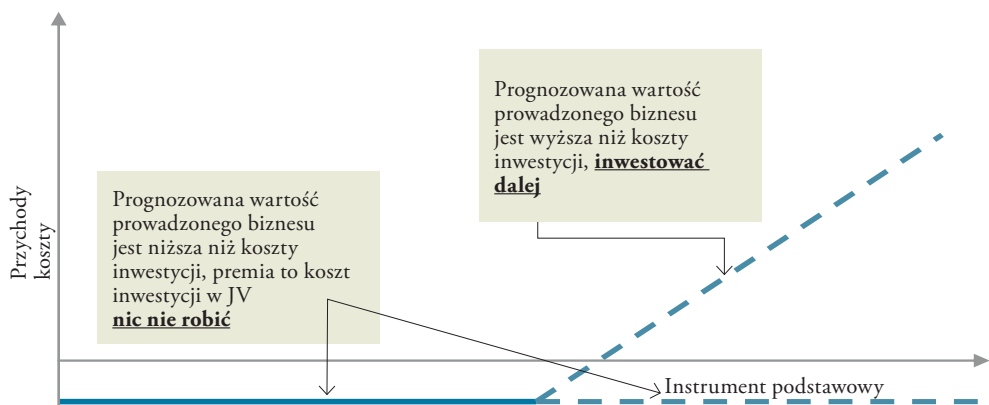 Przychody
koszty
Prognozowana wartość
prowadzonego biznesu
jest niższa niż koszty
inwestycji, premia to koszt
inwestycji w JV
nic nie robić
Prognozowana wartość
prowadzonego biznesu
jest wyższa niż koszty
inwestycji, inwestować
dalej
Instrument podstawowy